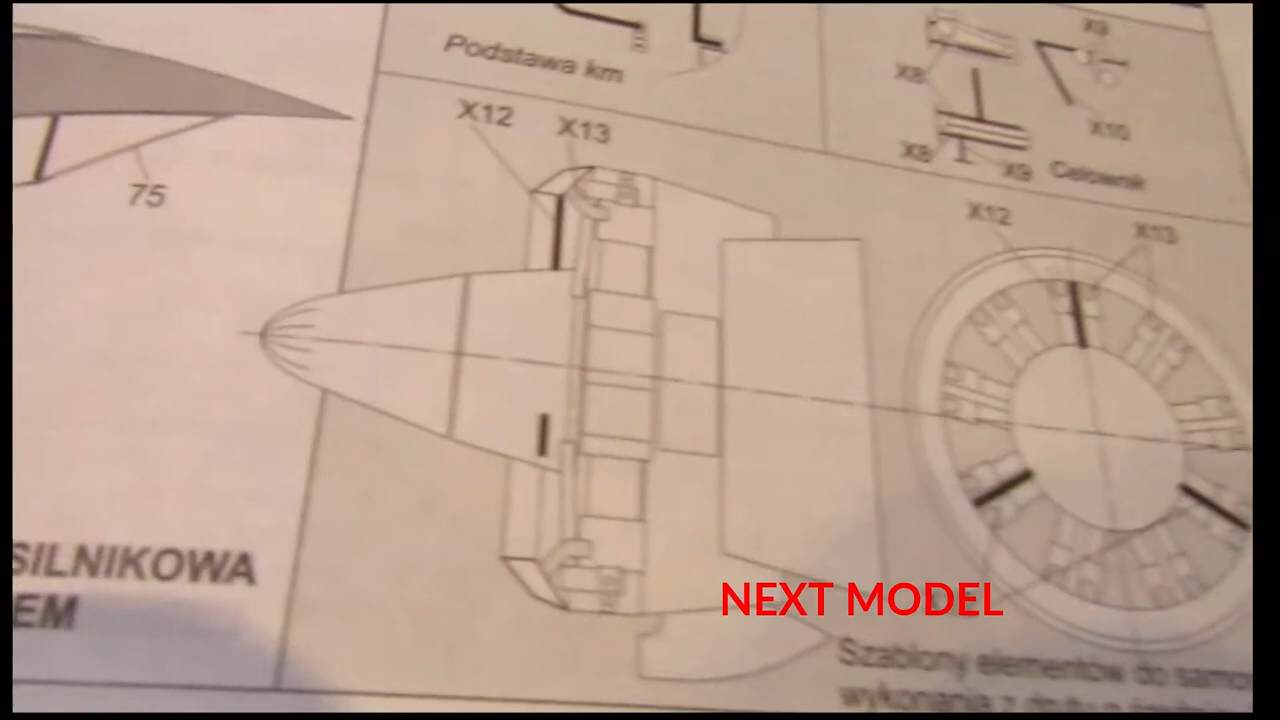 Podstawa km
X9
X8
X10
X8
X9
Celownik
X12
X13
75
X12
X13
SILNIKOWA
EM
NEXT MODEL
Szablony elementów do samo
wykonania z drutu o